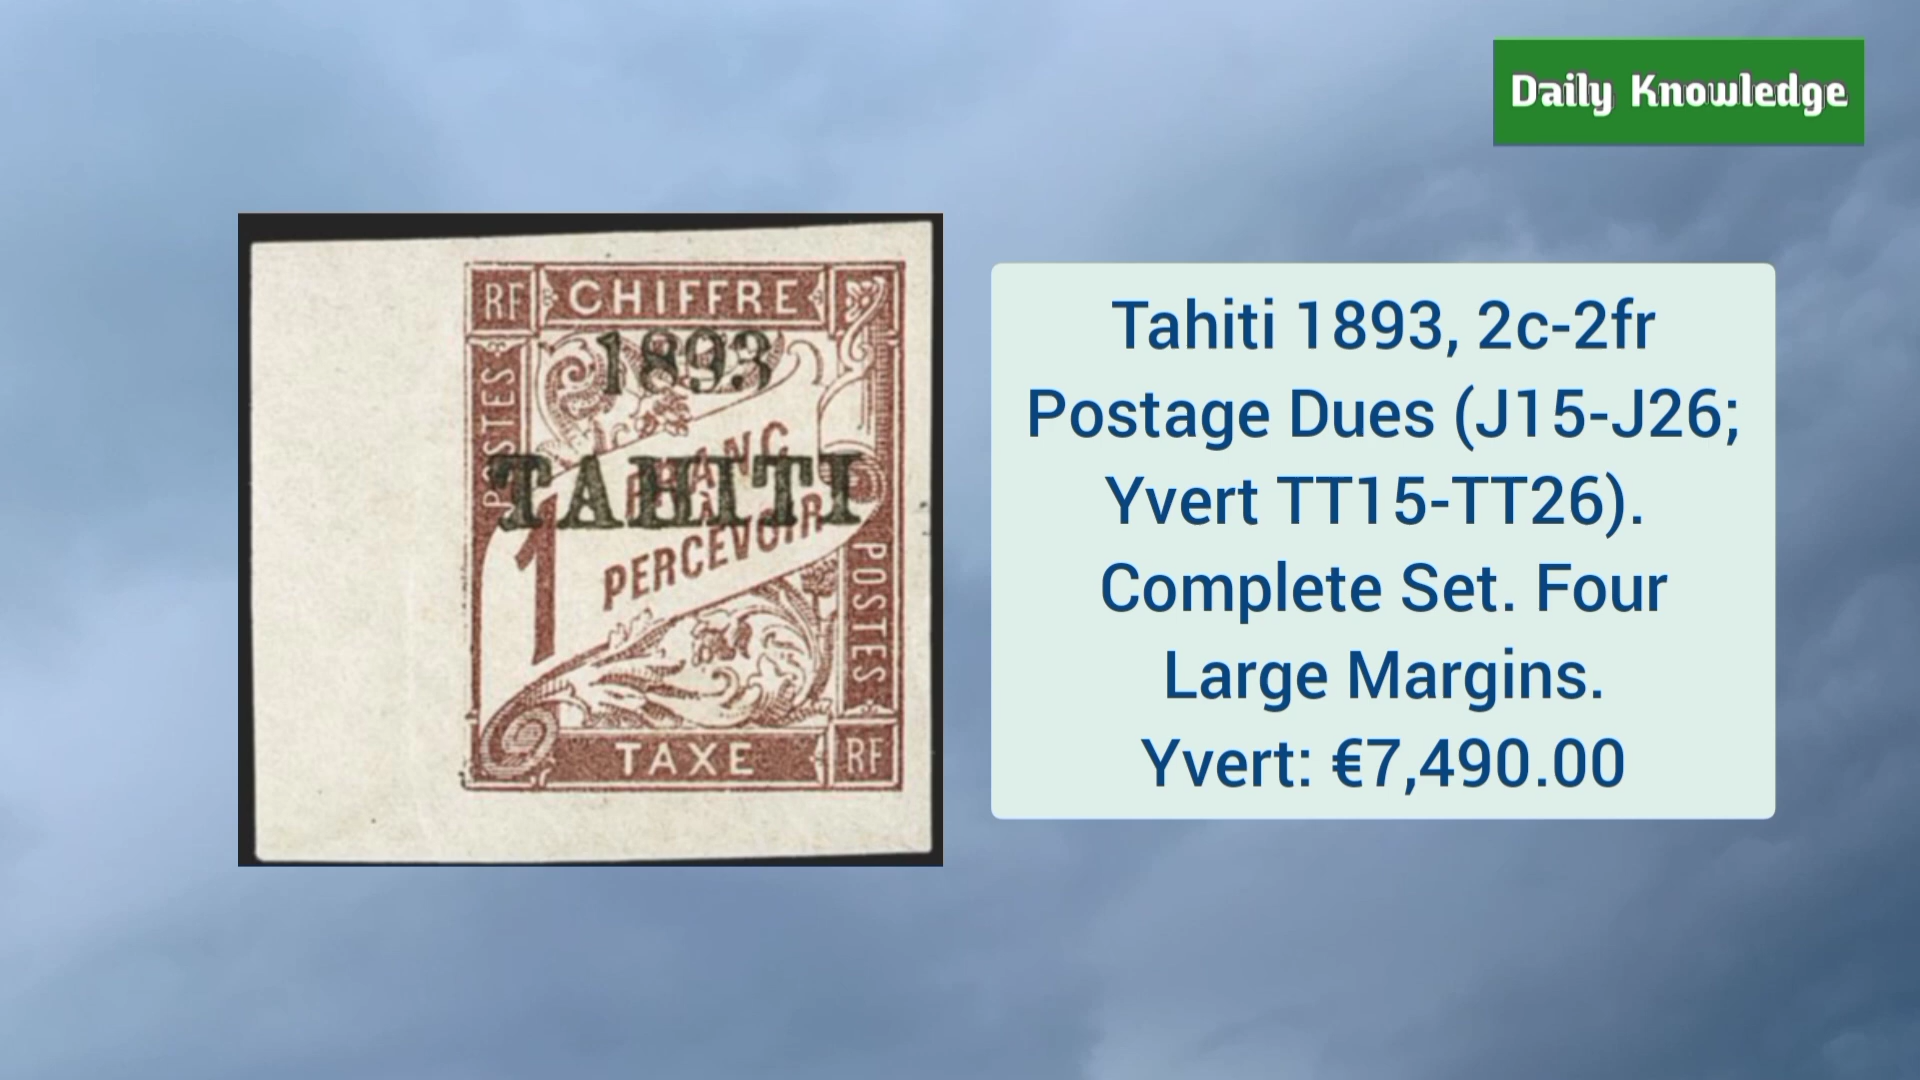 Daily Knowledge
RF CHIFFRE
1893
POSTES
FRANC
TAHITI
À
1 PERCEVOIR
POSTES
TAXE RF
Tahiti 1893, 2c-2fr
Postage Dues (J15-J26;
Yvert TT15-TT26).
Complete Set. Four
Large Margins.
Yvert: €7,490.00